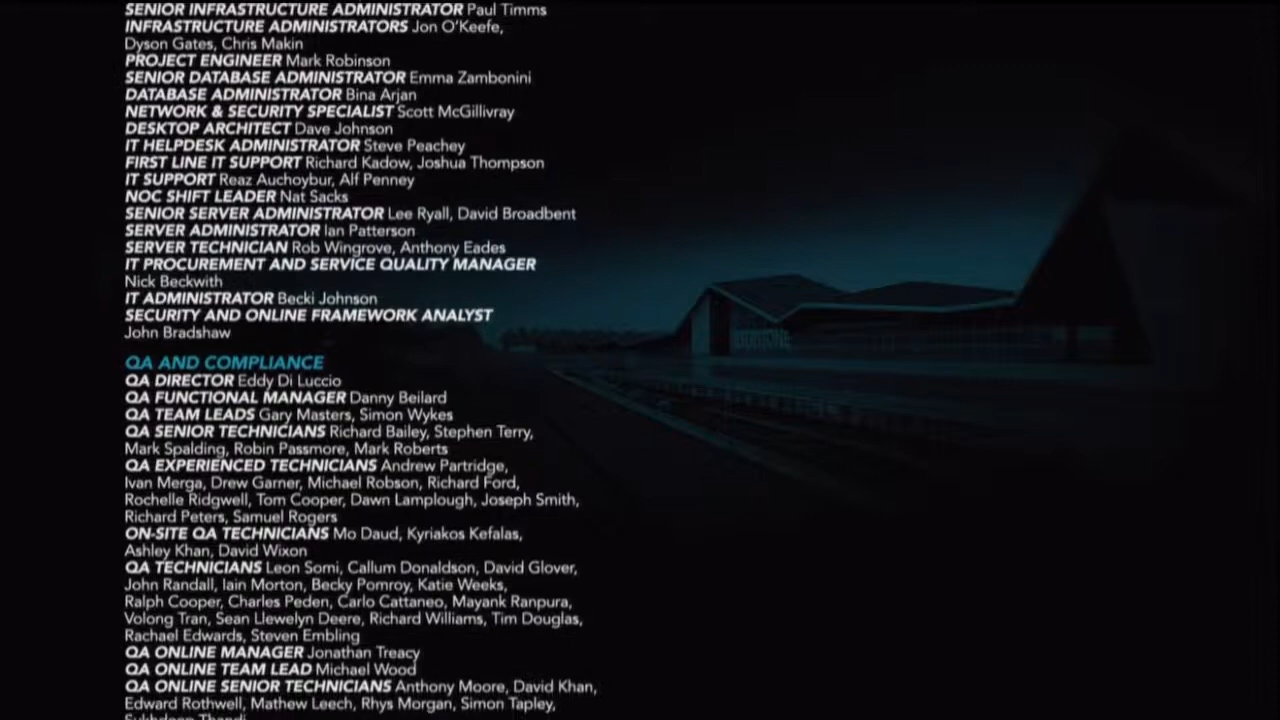 SENIOR INFRASTRUCTURE ADMINISTRATOR Paul Timms
INFRASTRUCTURE ADMINISTRATORS Jon O'Keefe,
Dyson Gates, Chris Makin
PROJECT ENGINEER Mark Robinson
SENIOR DATABASE ADMINISTRATOR Emma Zambonini
DATABASE ADMINISTRATOR Bina Arjan
NETWORK & SECURITY SPECIALIST Scott McGillivray
DESKTOP ARCHITECT Dave Johnson
IT HELPDESK ADMINISTRATOR Steve Peachey
FIRST LINE IT SUPPORT Richard Kadow, Joshua Thompson
IT SUPPORT Reaz Auchoybur, Alf Penney
NOC SHIFT LEADER Nat Sacks
SENIOR SERVER ADMINISTRATOR Lee Ryall, David Broadbent
SERVER ADMINISTRATOR Ian Patterson
SERVER TECHNICIAN Rob Wingrove, Anthony Eades
IT PROCUREMENT AND SERVICE QUALITY MANAGER
Nick Beckwith
IT ADMINISTRATOR Becki Johnson
SECURITY AND ONLINE FRAMEWORK ANALYST
John Bradshaw
QA AND COMPLIANCE
QA DIRECTOR Eddy Di Luccio
QA FUNCTIONAL MANAGER Danny Beilard
QA TEAM LEADS Gary Masters, Simon Wykes
QA SENIOR TECHNICIANS Richard Bailey, Stephen Terry,
Mark Spalding, Robin Passmore, Mark Roberts
QA EXPERIENCED TECHNICIANS Andrew Partridge,
Ivan Merga, Drew Garner, Michael Robson, Richard Ford,
Rochelle Ridgwell, Tom Cooper, Dawn Lamplough, Joseph Smith,
Richard Peters, Samuel Rogers
ON-SITE QA TECHNICIANS Mo Daud, Kyriakos Kefalas,
Ashley Khan, David Wixon
QA TECHNICIANS Leon Somi, Callum Donaldson, David Glover,
John Randall, Iain Morton, Becky Pomroy, Katie Weeks,
Ralph Cooper, Charles Peden, Carlo Cattaneo, Mayank Ranpura,
Volong Tran, Sean Llewelyn Deere, Richard Williams, Tim Douglas,
Rachael Edwards, Steven Embling
QA ONLINE MANAGER Jonathan Treacy
QA ONLINE TEAM LEAD Michael Wood
QA ONLINE SENIOR TECHNICIANS Anthony Moore, David Khan,
Edward Rothwell, Mathew Leech, Rhys Morgan, Simon Tapley,